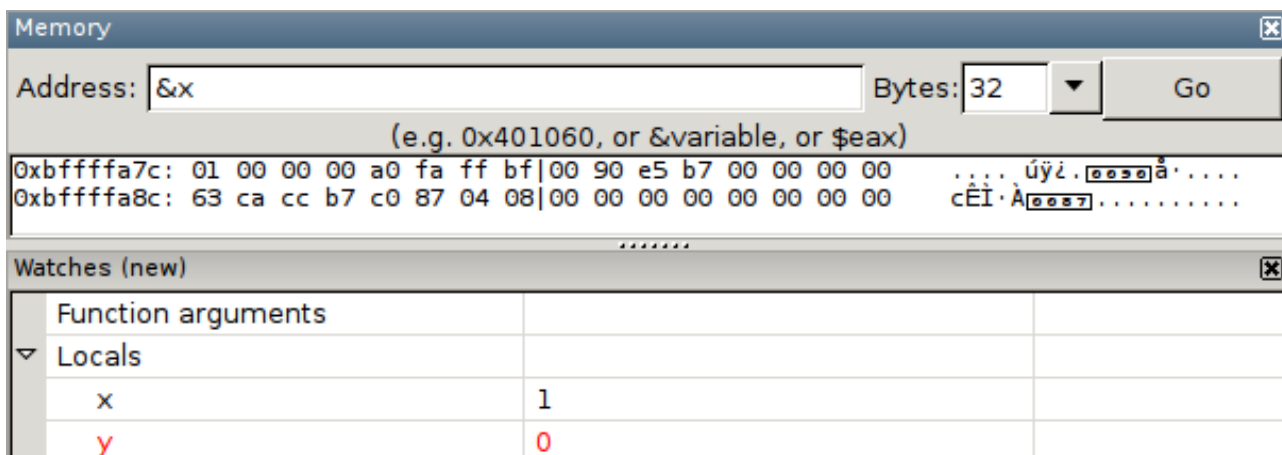 Memory
Address: &x Bytes: 32 Go
(e.g. 0x401060, or &variable, or $eax)
0xbffffa7c: 01 00 00 00 a0 fa ff bf|00 90 e5 b7 00 00 00 00 .... úÿ¿.å·....
0xbffffa8c: 63 ca cc b7 c0 87 04 08|00 00 00 00 00 00 00 00 cÊÌ·À..........
Watches (new)
Function arguments
Locals
x 1
y 0